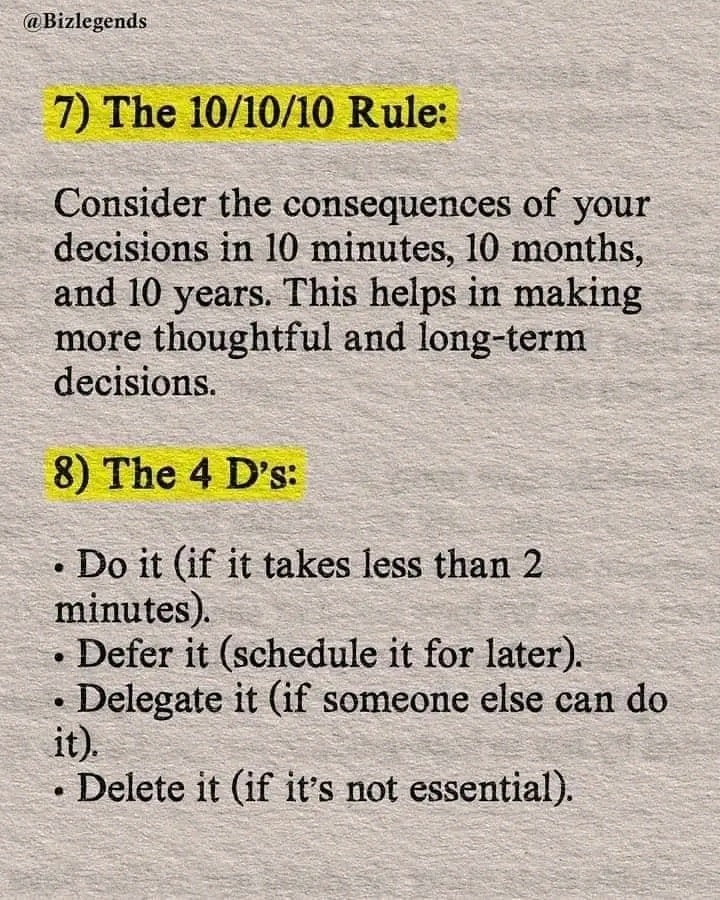 @Bizlegends
7) The 10/10/10 Rule:
Consider the consequences of your
decisions in 10 minutes, 10 months,
and 10 years. This helps in making
more thoughtful and long-term
decisions.
8) The 4 D’s:
• Do it (if it takes less than 2
minutes).
• Defer it (schedule it for later).
• Delegate it (if someone else can do
it).
• Delete it (if it’s not essential).